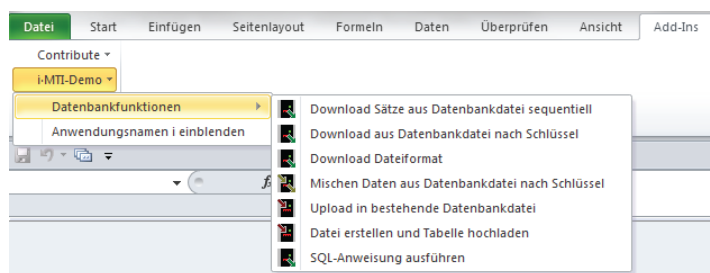 Datei Start Einfügen Seitenlayout Formeln Daten Überprüfen Ansicht Add-Ins
Contribute
i-MTI-Demo
Datenbankfunktionen
Anwendungsnamen i einblenden
Download Sätze aus Datenbankdatei sequentiell
Download aus Datenbankdatei nach Schlüssel
Download Dateiformat
Mischen Daten aus Datenbankdatei nach Schlüssel
Upload in bestehende Datenbankdatei
Datei erstellen und Tabelle hochladen
SQL-Anweisung ausführen